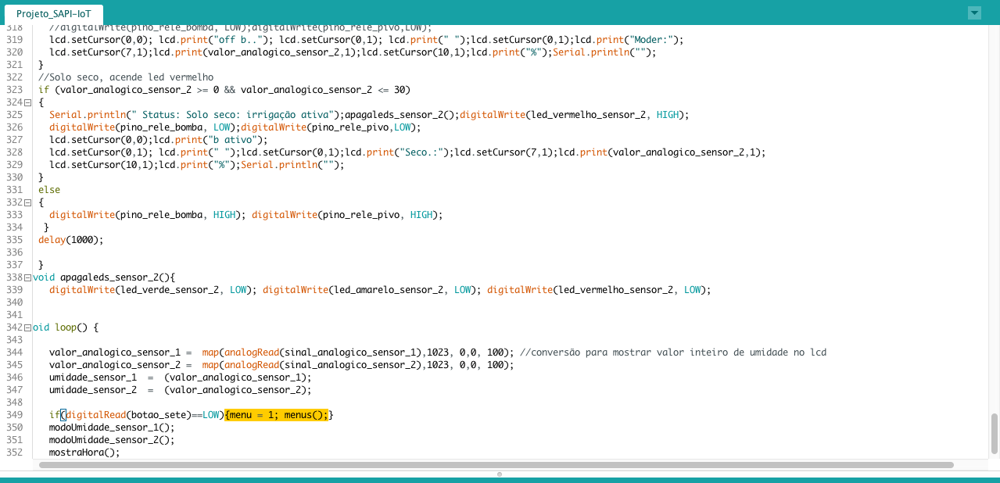 Projeto_SAPI-IoT
318 //digitalWrite(pino_rele_bomba, LOW);digitalWrite(pino_rele_pivo,LOW);
319 lcd.setCursor(0,0); lcd.print("off b.."); lcd.setCursor(0,1); lcd.print(" ");lcd.setCursor(0,1);lcd.print("Moder:");
320 lcd.setCursor(7,1);lcd.print(valor_analogico_sensor_2,1);lcd.setCursor(10,1);lcd.print("%");Serial.println("");
321 }
322 //Solo seco, acende led vermelho
323 if (valor_analogico_sensor_2 >= 0 && valor_analogico_sensor_2 <= 30)
324 {
325 Serial.println(" Status: Solo seco: irrigação ativa");apagaleds_sensor_2();digitalWrite(led_vermelho_sensor_2, HIGH);
326 digitalWrite(pino_rele_bomba, LOW);digitalWrite(pino_rele_pivo,LOW);
327 lcd.setCursor(0,0);lcd.print("b ativo");
328 lcd.setCursor(0,1); lcd.print(" ");lcd.setCursor(0,1);lcd.print("Seco.:");lcd.setCursor(7,1);lcd.print(valor_analogico_sensor_2,1);
329 lcd.setCursor(10,1);lcd.print("%");Serial.println("");
330 }
331 else
332 {
333 digitalWrite(pino_rele_bomba, HIGH); digitalWrite(pino_rele_pivo, HIGH);
334 }
335 delay(1000);
336
337 }
338 void apagaleds_sensor_2(){
339 digitalWrite(led_verde_sensor_2, LOW); digitalWrite(led_amarelo_sensor_2, LOW); digitalWrite(led_vermelho_sensor_2, LOW);
340
341
342 oid loop() {
343
344 valor_analogico_sensor_1 = map(analogRead(sinal_analogico_sensor_1),1023, 0,0, 100); //conversão para mostrar valor inteiro de umidade no lcd
345 valor_analogico_sensor_2 = map(analogRead(sinal_analogico_sensor_2),1023, 0,0, 100);
346 umidade_sensor_1 = (valor_analogico_sensor_1);
347 umidade_sensor_2 = (valor_analogico_sensor_2);
348
349 if(digitalRead(botao_sete)==LOW){menu = 1; menus();}
350 modoUmidade_sensor_1();
351 modoUmidade_sensor_2();
352 mostraHora();